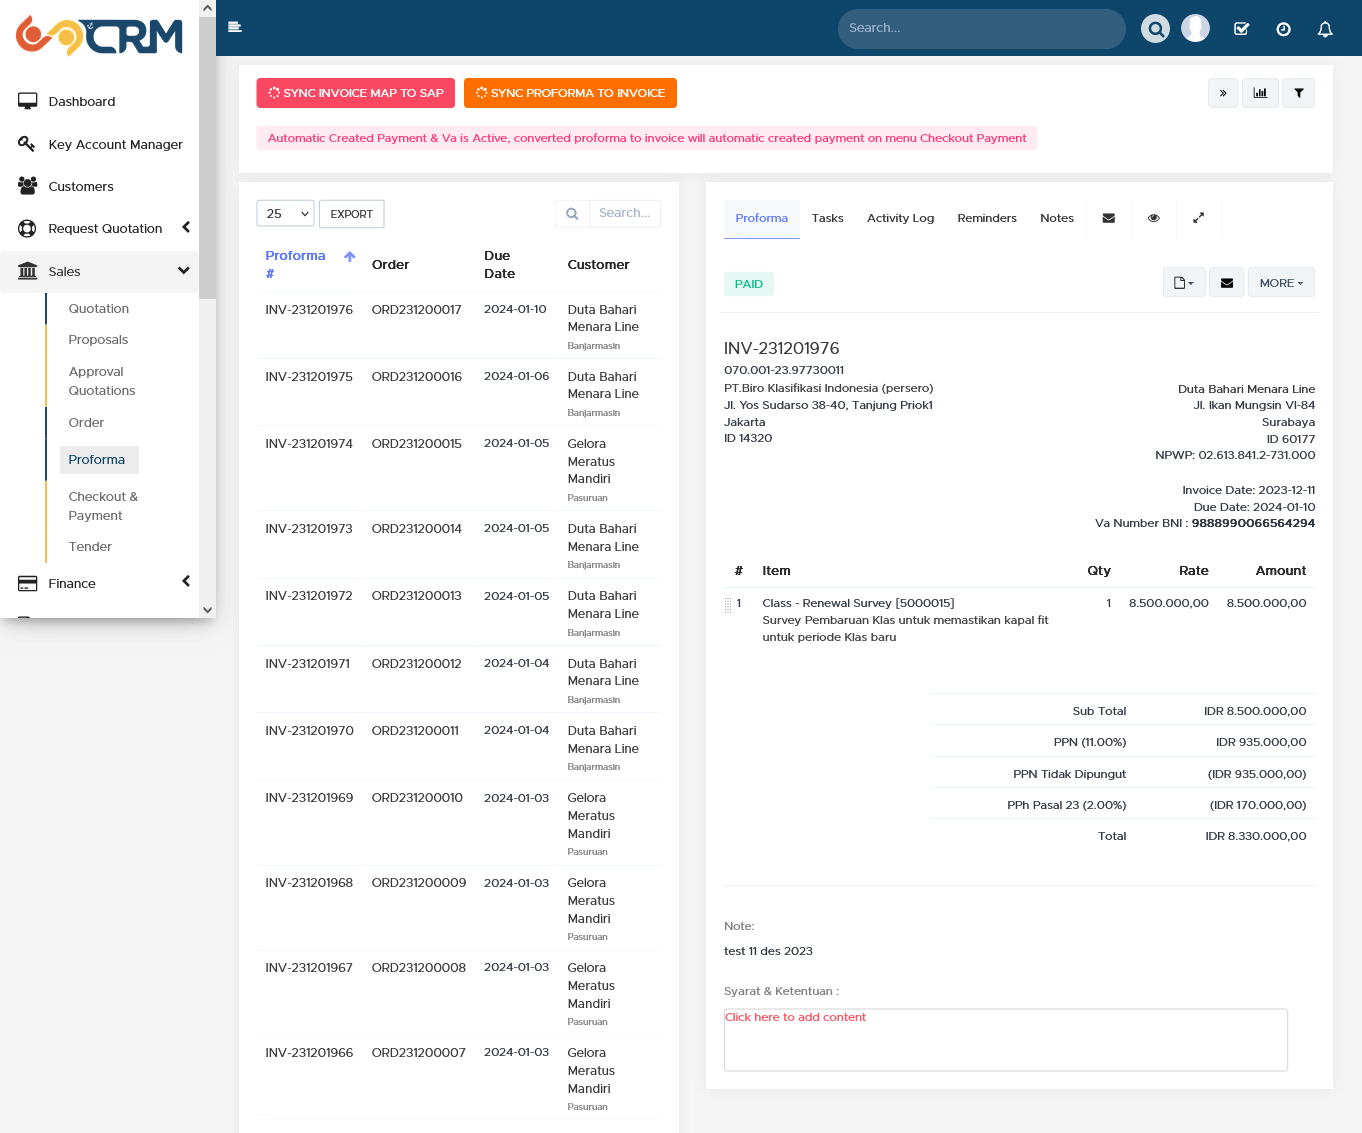 CRM
Search...
Dashboard
Key Account Manager
Customers
Request Quotation
Sales
Quotation
Proposals
Approval
Quotations
Order
Proforma
Checkout &
Payment
Tender
Finance
SYNC INVOICE MAP TO SAP
SYNC PROFORMA TO INVOICE
Automatic Created Payment & Va is Active, converted proforma to invoice will automatic created payment on menu Checkout Payment
25 EXPORT Search...
Proforma # Order Due Date Customer
INV-231201976 ORD231200017 2024-01-10 Duta Bahari
Menara Line
Banjarmasin
INV-231201975 ORD231200016 2024-01-06 Duta Bahari
Menara Line
Banjarmasin
INV-231201974 ORD231200015 2024-01-05 Gelora
Meratus
Mandiri
Pasuruan
INV-231201973 ORD231200014 2024-01-05 Duta Bahari
Menara Line
Banjarmasin
INV-231201972 ORD231200013 2024-01-05 Duta Bahari
Menara Line
Banjarmasin
INV-231201971 ORD231200012 2024-01-04 Duta Bahari
Menara Line
Banjarmasin
INV-231201970 ORD231200011 2024-01-04 Duta Bahari
Menara Line
Banjarmasin
INV-231201969 ORD231200010 2024-01-03 Gelora
Meratus
Mandiri
Pasuruan
INV-231201968 ORD231200009 2024-01-03 Gelora
Meratus
Mandiri
Pasuruan
INV-231201967 ORD231200008 2024-01-03 Gelora
Meratus
Mandiri
Pasuruan
INV-231201966 ORD231200007 2024-01-03 Gelora
Meratus
Mandiri
Pasuruan
Proforma Tasks Activity Log Reminders Notes
PAID
MORE
INV-231201976
070.001-23.97730011
PT.Biro Klasifikasi Indonesia (persero)
Jl. Yos Sudarso 38-40, Tanjung Priok1
Jakarta
ID 14320
Duta Bahari Menara Line
Jl. Ikan Mungsin VI-84
Surabaya
ID 60177
NPWP: 02.613.841.2-731.000
Invoice Date: 2023-12-11
Due Date: 2024-01-10
Va Number BNI : 9888990066564294
# Item Qty Rate Amount
1 Class - Renewal Survey [5000015] 1 8.500.000,00 8.500.000,00
Survey Pembaruan Klas untuk memastikan kapal fit
untuk periode Klas baru
Sub Total IDR 8.500.000,00
PPN (11.00%) IDR 935.000,00
PPN Tidak Dipungut (IDR 935.000,00)
PPh Pasal 23 (2.00%) (IDR 170.000,00)
Total IDR 8.330.000,00
Note:
test 11 des 2023
Syarat & Ketentuan :
Click here to add content